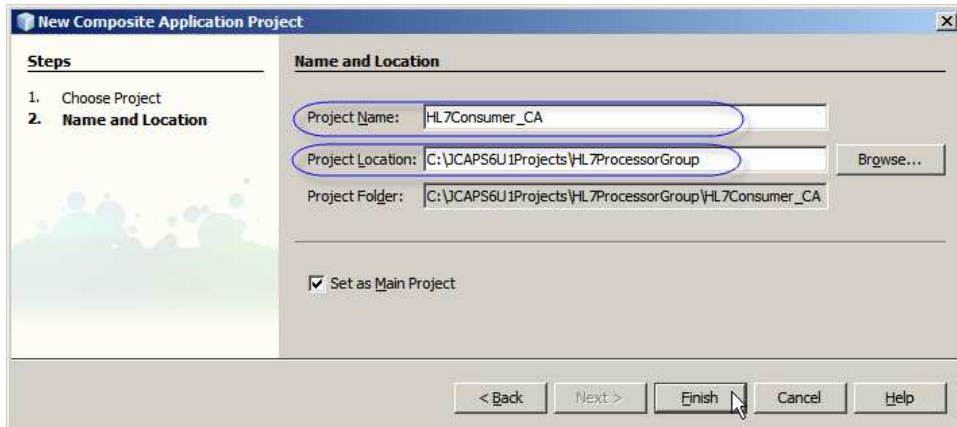 New Composite Application Project
Steps
1. Choose Project
2. Name and Location
Name and Location
Project Name: HL7Consumer_CA
Project Location: C:\JCAPS6U1Projects\HL7ProcessorGroup Browse...
Project Folder: C:\JCAPS6U1Projects\HL7ProcessorGroup\HL7Consumer_CA
Set as Main Project
< Back Next > Finish Cancel Help